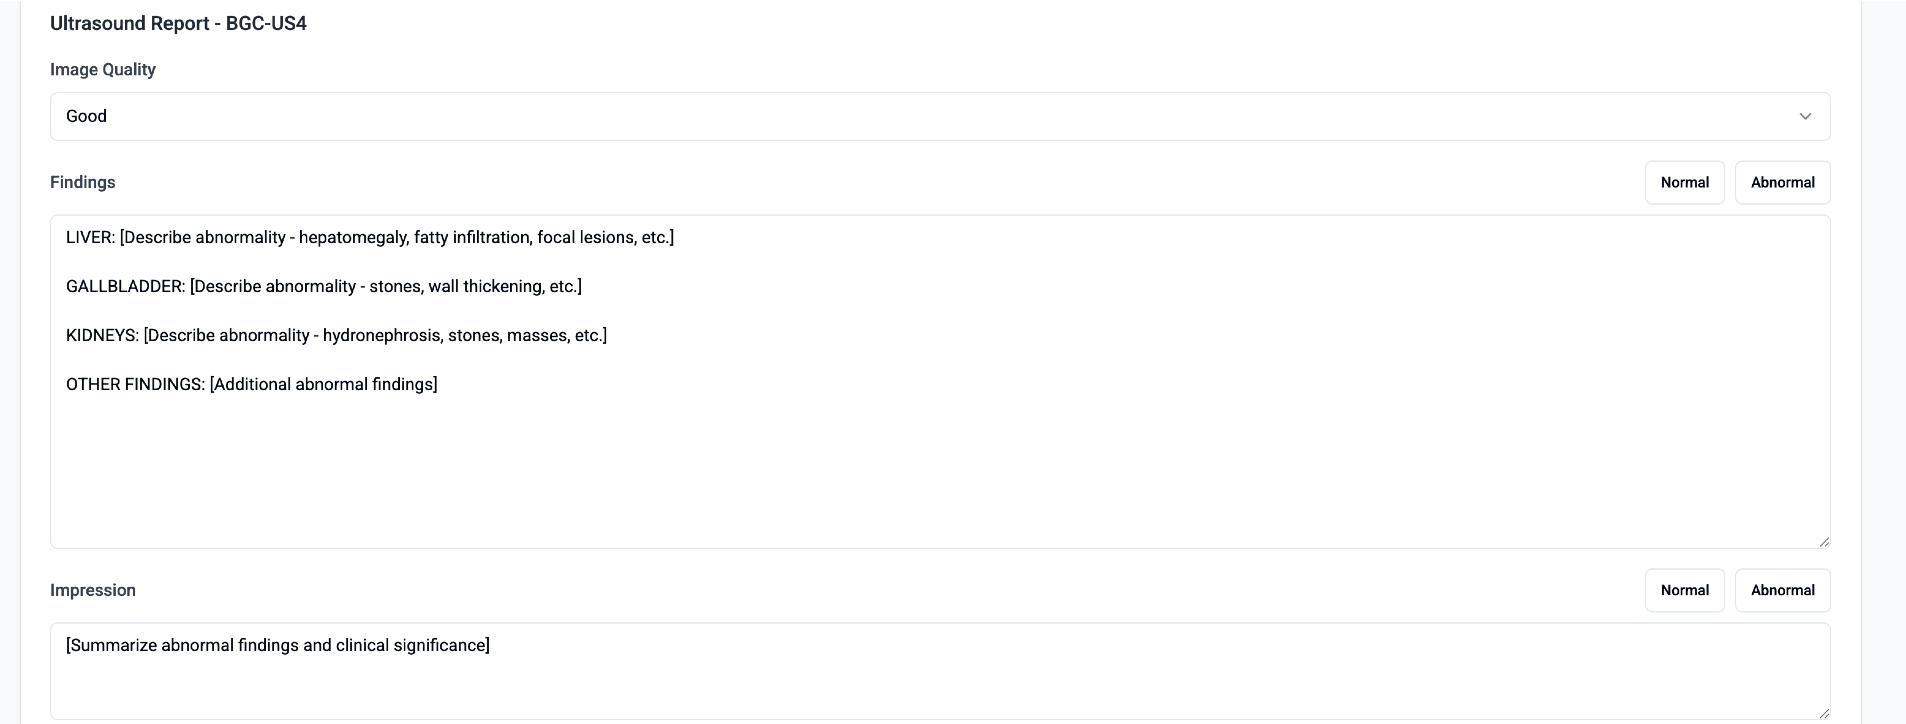 Ultrasound Report - BGC-US4
Image Quality
Good
Findings
Normal
Abnormal
LIVER: [Describe abnormality - hepatomegaly, fatty infiltration, focal lesions, etc.]
GALLBLADDER: [Describe abnormality - stones, wall thickening, etc.]
KIDNEYS: [Describe abnormality - hydronephrosis, stones, masses, etc.]
OTHER FINDINGS: [Additional abnormal findings]
Impression
Normal
Abnormal
[Summarize abnormal findings and clinical significance]